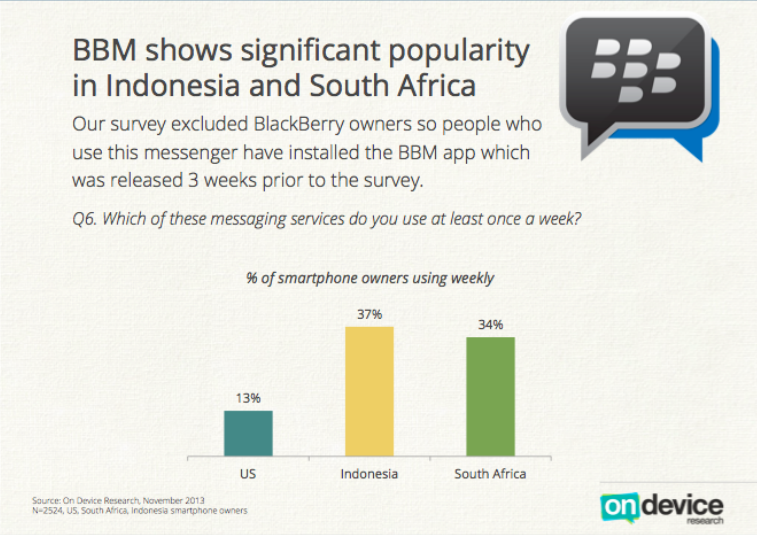 BBM shows significant popularity
in Indonesia and South Africa
Our survey excluded BlackBerry owners so people who
use this messenger have installed the BBM app which
was released 3 weeks prior to the survey.
Q6. Which of these messaging services do you use at least once a week?
% of smartphone owners using weekly
37%
34%
13%
US
Indonesia
South Africa
Source: On Device Research, November 2013
N=2524, US, South Africa, Indonesia smartphone owners
on device
research